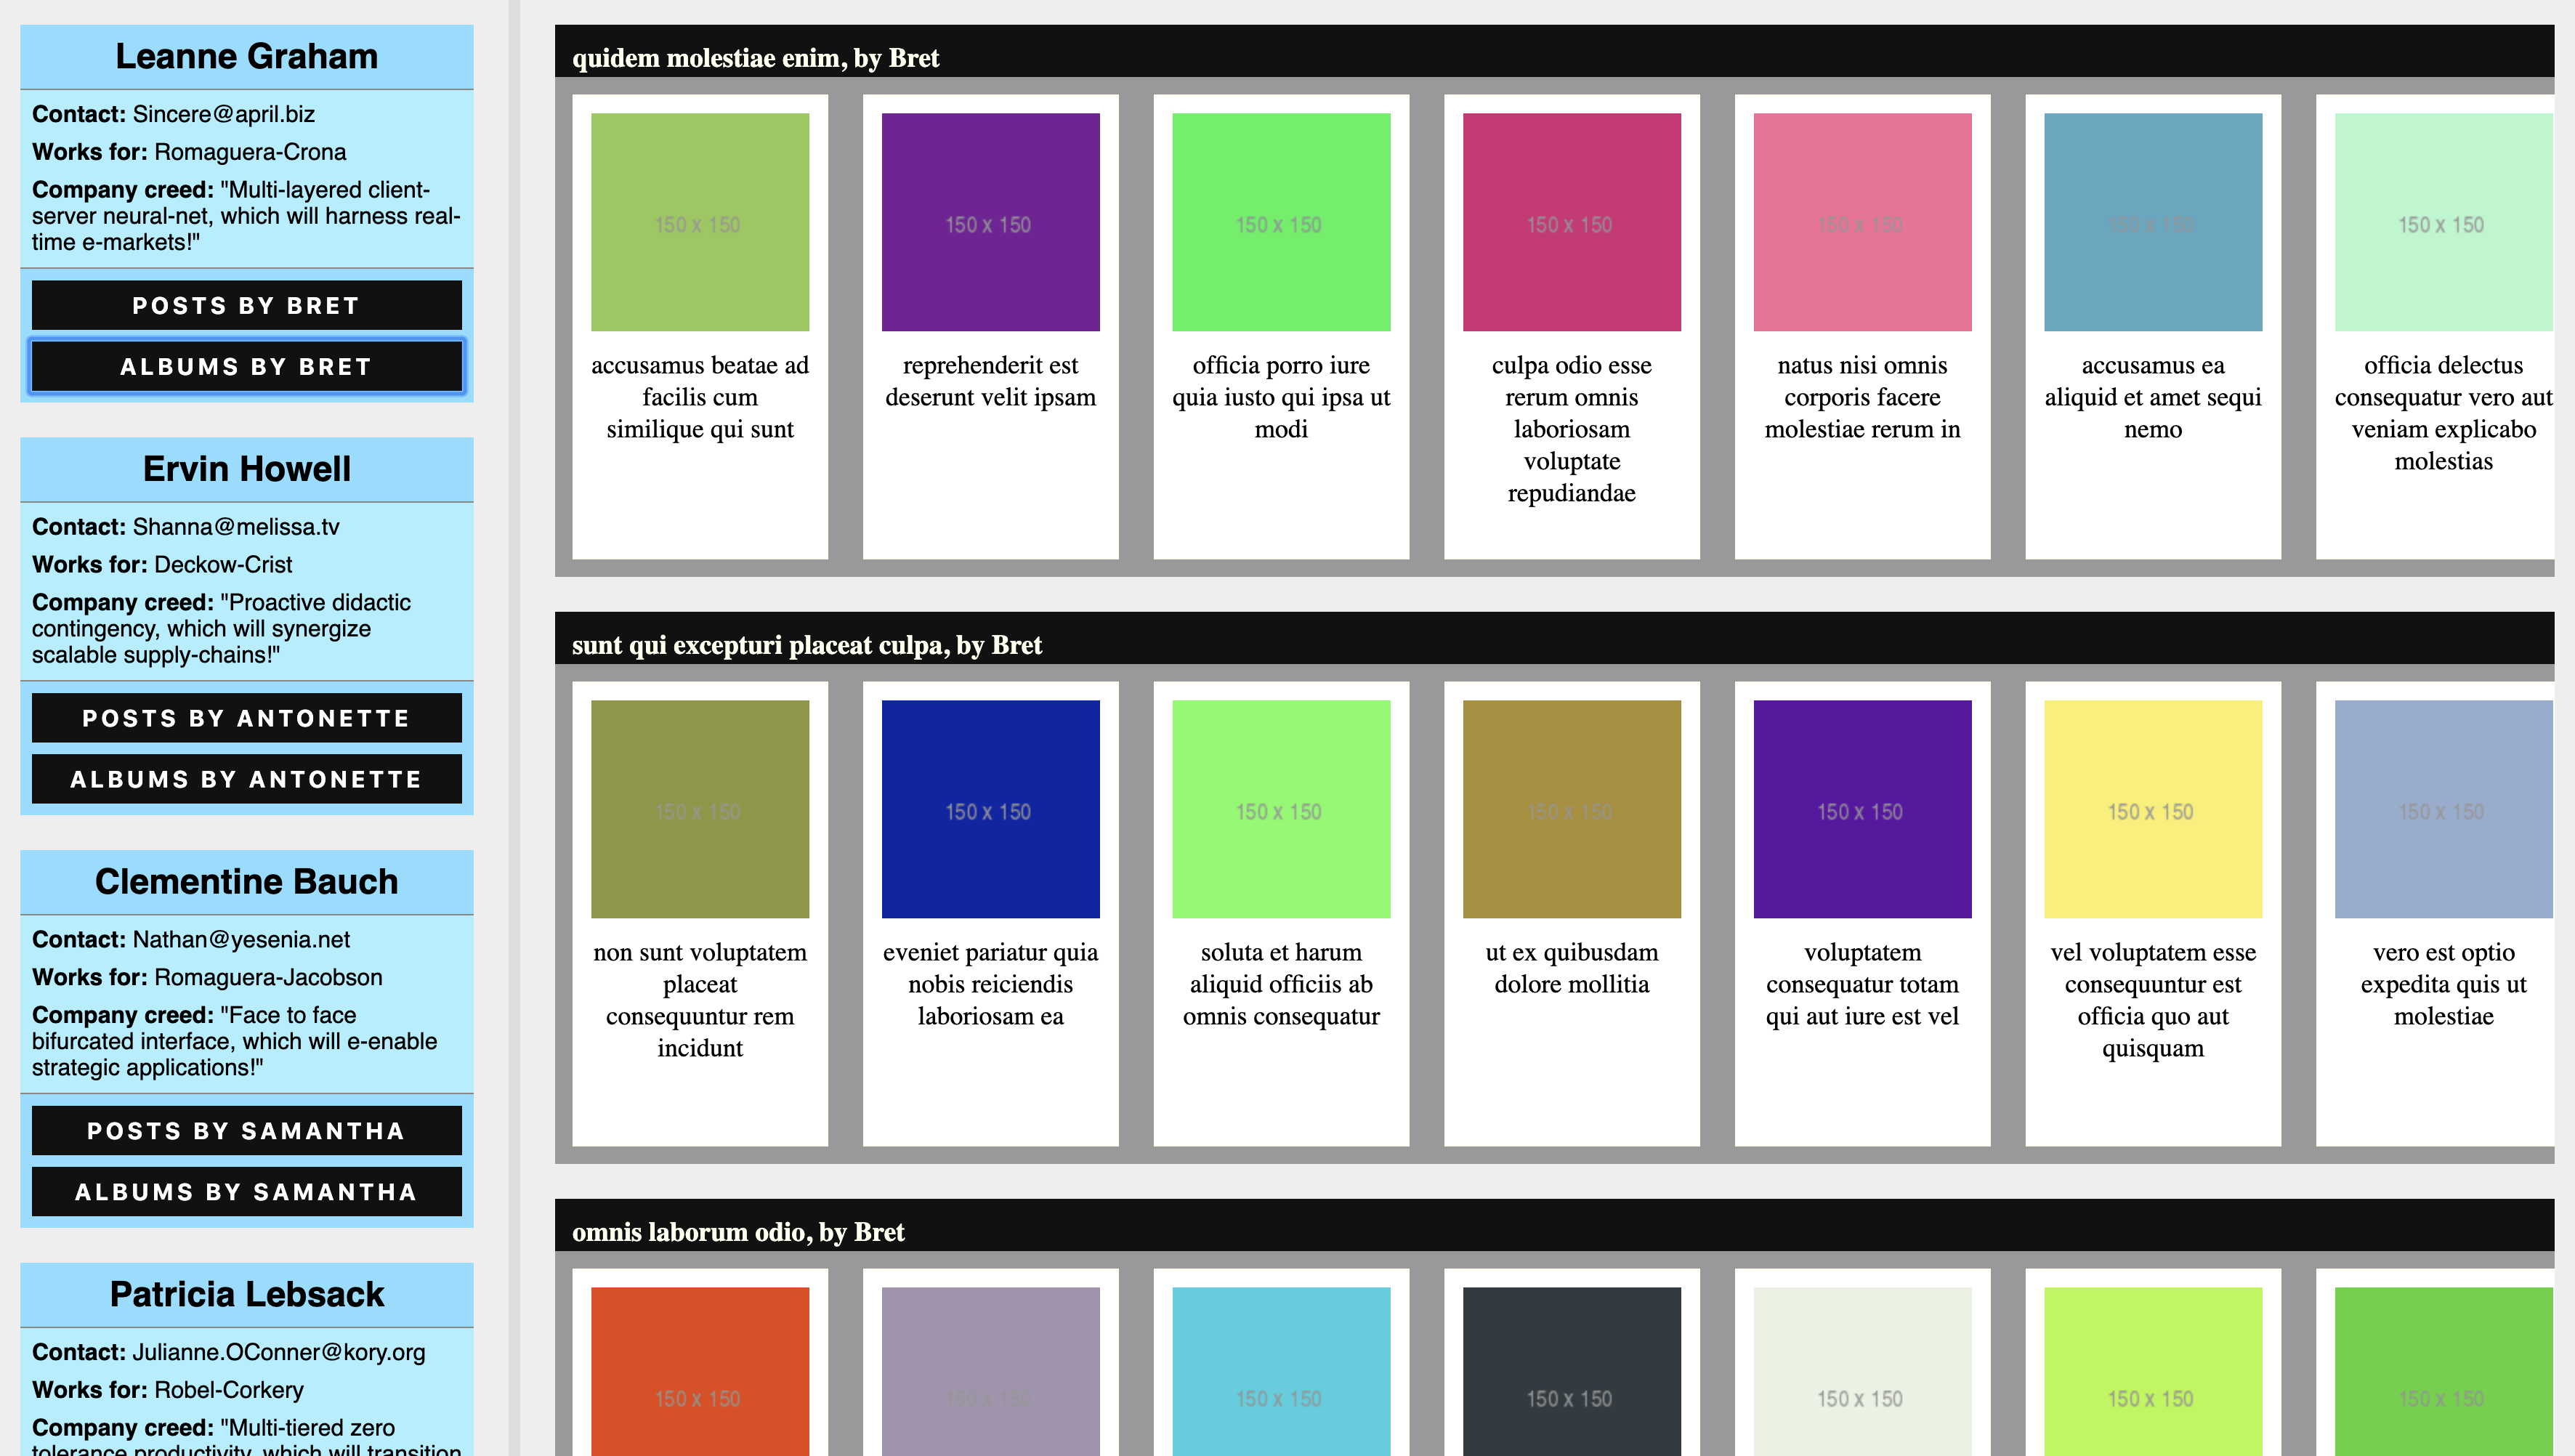 Leanne Graham
Contact: Sincere@april.biz
Works for: Romaguera-Crona
Company creed: "Multi-layered client-
server neural-net, which will harness real-
time e-markets!"
POSTS BY BRET
ALBUMS BY BRET
Ervin Howell
Contact: Shanna@melissa.tv
Works for: Deckow-Crist
Company creed: "Proactive didactic
contingency, which will synergize
scalable supply-chains!"
POSTS BY ANTONETTE
ALBUMS BY ANTONETTE
Clementine Bauch
Contact: Nathan@yesenia.net
Works for: Romaguera-Jacobson
Company creed: "Face to face
bifurcated interface, which will e-enable
strategic applications!"
POSTS BY SAMANTHA
ALBUMS BY SAMANTHA
Patricia Lebsack
Contact: Julianne.OConner@kory.org
Works for: Robel-Corkery
Company creed: "Multi-tiered zero
tolerance productivity, which will transition
quidem molestiae enim, by Bret
150 x 150
accusamus beatae ad
facilis cum
similique qui sunt
150 x 150
reprehenderit est
deserunt velit ipsam
150 x 150
officia porro iure
quia iusto qui ipsa ut
modi
150 x 150
culpa odio esse
rerum omnis
laboriosam
voluptate
repudiandae
150 x 150
natus nisi omnis
corporis facere
molestiae rerum in
150 x 150
accusamus ea
aliquid et amet sequi
nemo
150 x 150
officia delectus
consequatur vero aut
veniam explicabo
molestias
sunt qui excepturi placeat culpa, by Bret
150 x 150
non sunt voluptatem
placeat
consequuntur rem
incidunt
150 x 150
eveniet pariatur quia
nobis reiciendis
laboriosam ea
150 x 150
soluta et harum
aliquid officiis ab
omnis consequatur
150 x 150
ut ex quibusdam
dolore mollitia
150 x 150
voluptatem
consequatur totam
qui aut iure est vel
150 x 150
vel voluptatem esse
consequuntur est
officia quo aut
quisquam
150 x 150
vero est optio
expedita quis ut
molestiae
omnis laborum odio, by Bret
150 x 150
150 x 150
150 x 150
150 x 150
150 x 150
150 x 150
150 x 150